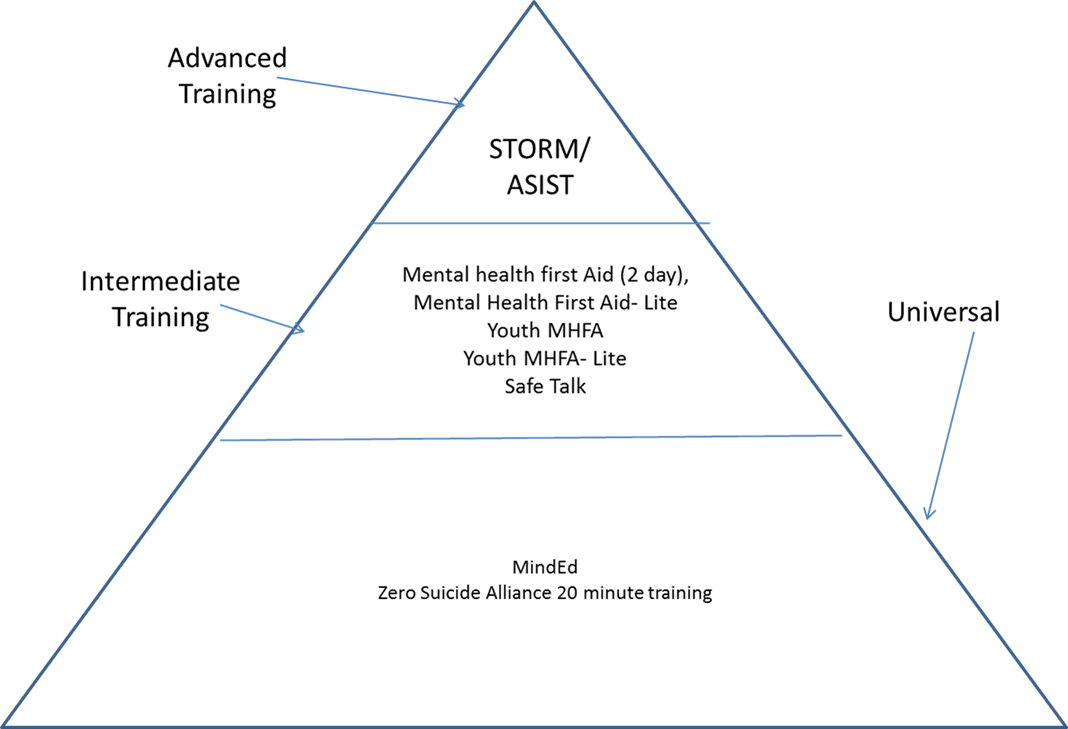 Advanced
Training
STORM/
ASIST
Intermediate
Training
Mental health first Aid (2 day),
Mental Health First Aid- Lite
Youth MHFA
Youth MHFA- Lite
Safe Talk
Universal
MindEd
Zero Suicide Alliance 20 minute training